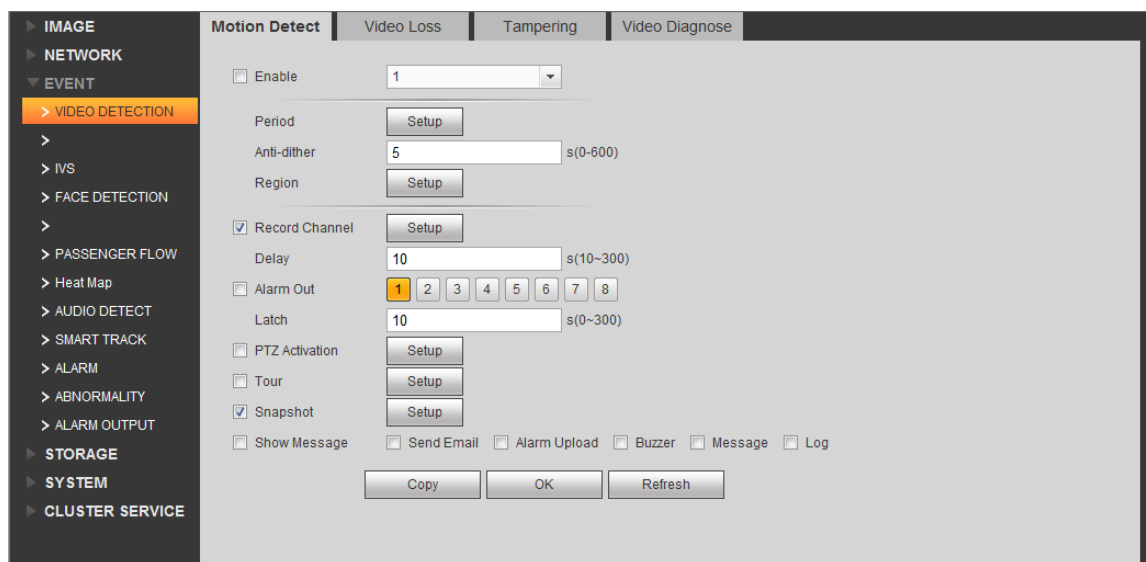 IMAGE
NETWORK
EVENT
> VIDEO DETECTION
>
> IVS
> FACE DETECTION
>
> PASSENGER FLOW
> Heat Map
> AUDIO DETECT
> SMART TRACK
> ALARM
> ABNORMALITY
> ALARM OUTPUT
STORAGE
SYSTEM
CLUSTER SERVICE
Motion Detect Video Loss Tampering Video Diagnose
Enable 1
Period Setup
Anti-dither 5 s(0-600)
Region Setup
Record Channel Setup
Delay 10 s(10~300)
Alarm Out 1 2 3 4 5 6 7 8
Latch 10 s(0~300)
PTZ Activation Setup
Tour Setup
Snapshot Setup
Show Message Send Email Alarm Upload Buzzer Message Log
Copy OK Refresh